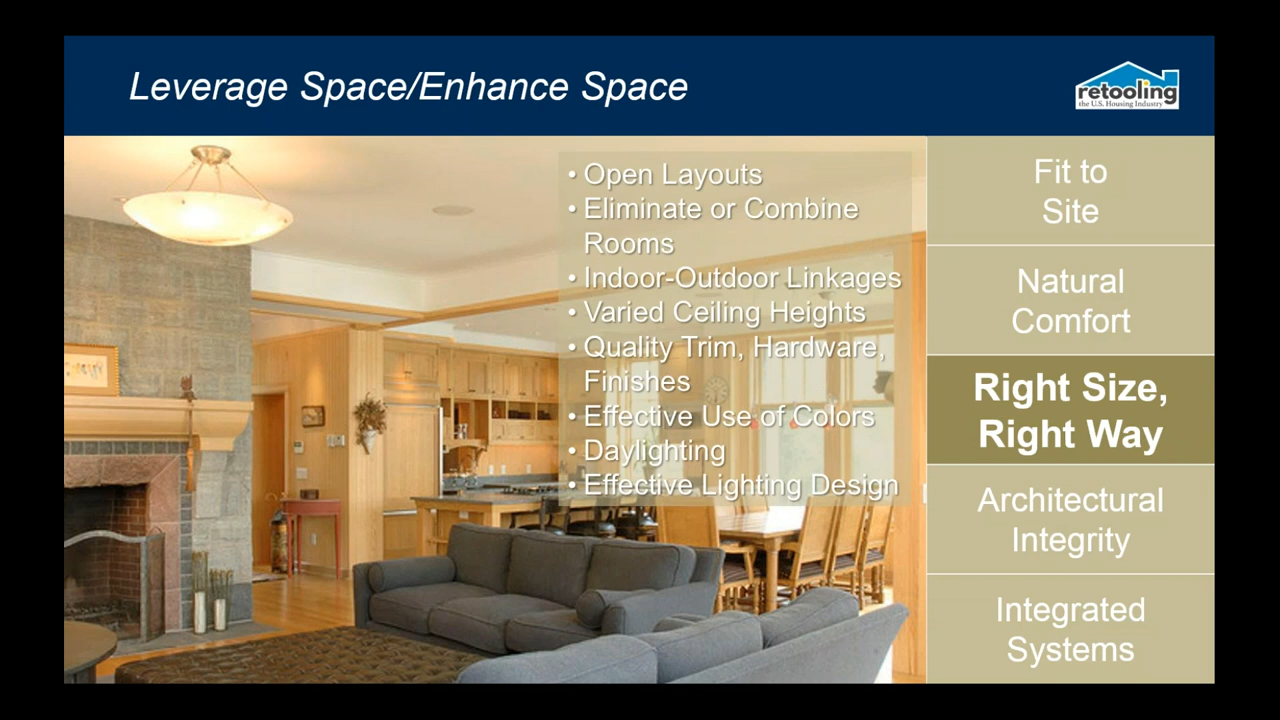 Leverage Space/Enhance Space
retooling
the U.S. Housing Industry
• Open Layouts
• Eliminate or Combine
Rooms
• Indoor-Outdoor Linkages
• Varied Ceiling Heights
• Quality Trim, Hardware,
Finishes
• Effective Use of Colors
• Daylighting
• Effective Lighting Design
Fit to
Site
Natural
Comfort
Right Size,
Right Way
Architectural
Integrity
Integrated
Systems